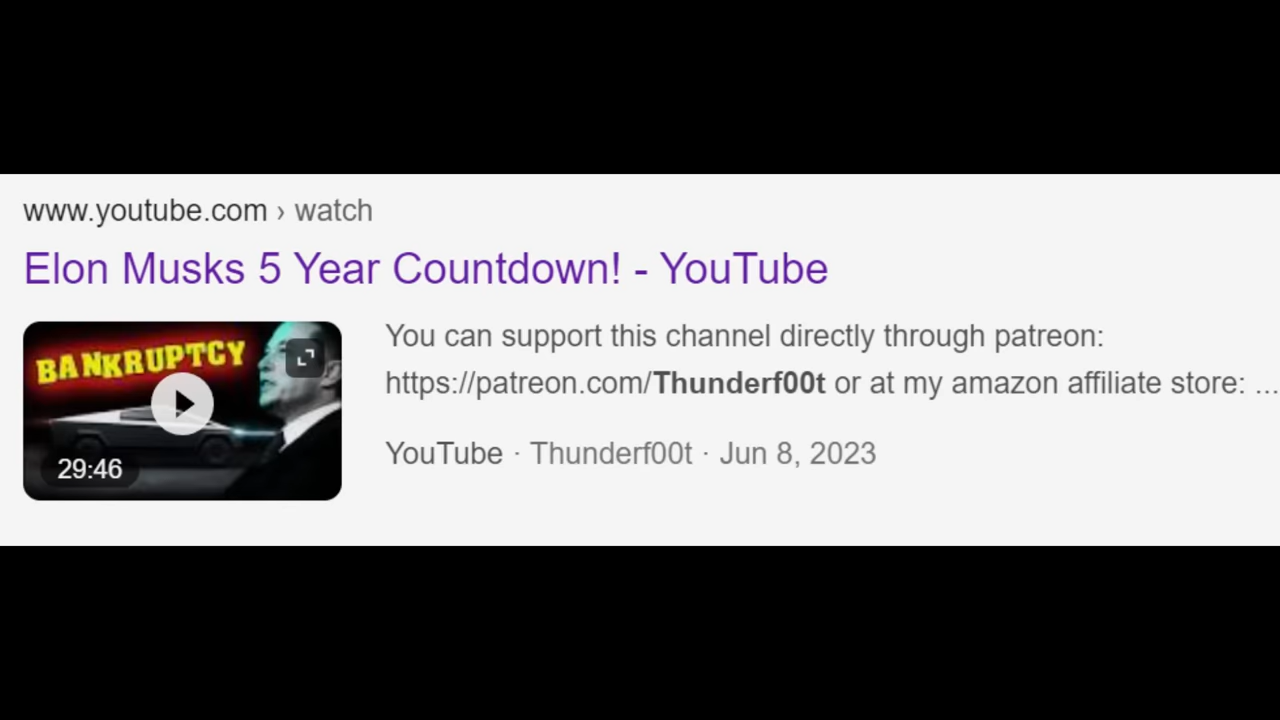 www.youtube.com › watch
Elon Musks 5 Year Countdown! - YouTube
BANKRUPTCY
29:46
You can support this channel directly through patreon:
https://patreon.com/Thunderf00t or at my amazon affiliate store: ...
YouTube · Thunderf00t · Jun 8, 2023